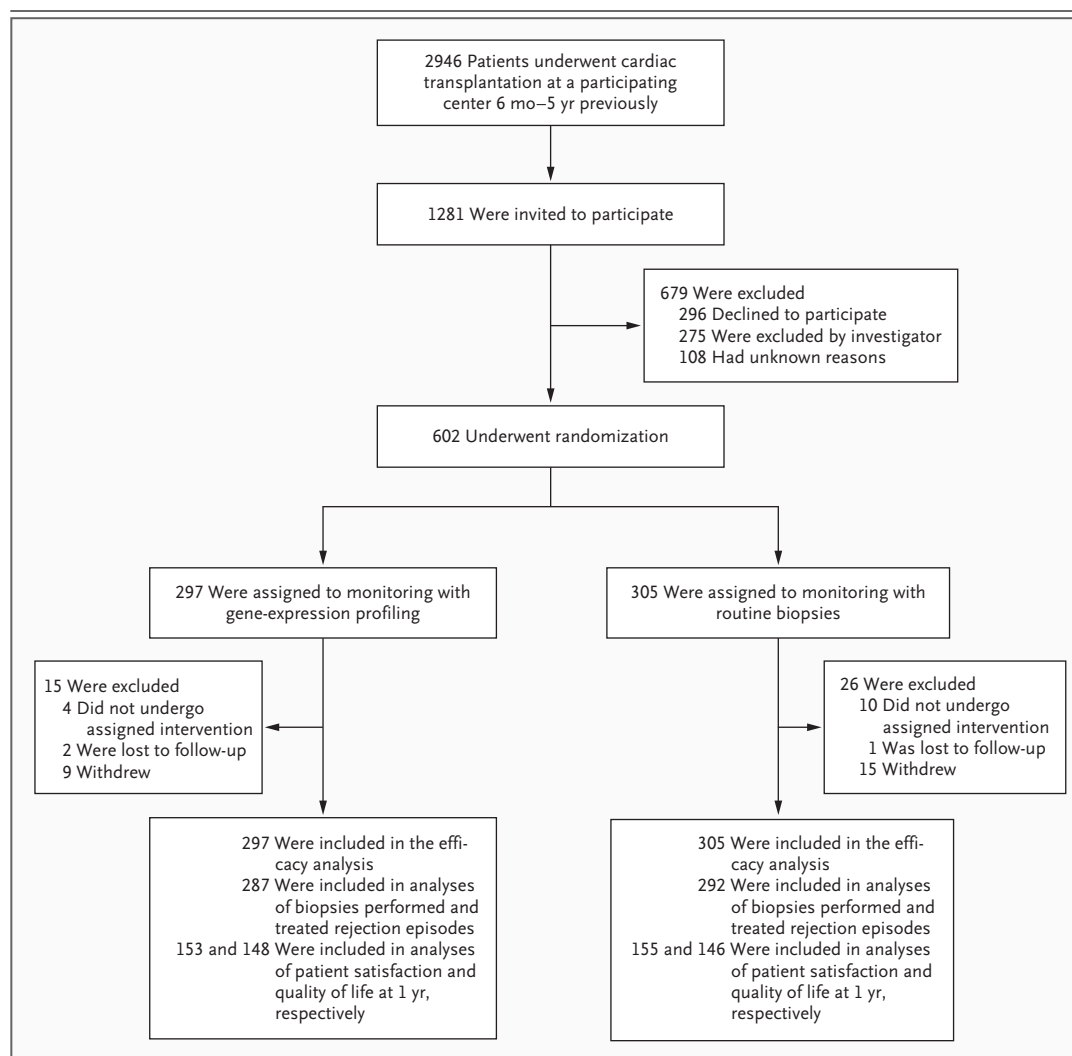 2946 Patients underwent cardiac
transplantation at a participating
center 6 mo–5 yr previously
1281 Were invited to participate
679 Were excluded
296 Declined to participate
275 Were excluded by investigator
108 Had unknown reasons
602 Underwent randomization
297 Were assigned to monitoring with
gene-expression profiling
305 Were assigned to monitoring with
routine biopsies
15 Were excluded
4 Did not undergo
assigned intervention
2 Were lost to follow-up
9 Withdrew
26 Were excluded
10 Did not undergo
assigned intervention
1 Was lost to follow-up
15 Withdrew
297 Were included in the effi-
cacy analysis
287 Were included in analyses
of biopsies performed and
treated rejection episodes
153 and 148 Were included in analyses
of patient satisfaction and
quality of life at 1 yr,
respectively
305 Were included in the effi-
cacy analysis
292 Were included in analyses
of biopsies performed and
treated rejection episodes
155 and 146 Were included in analyses
of patient satisfaction and
quality of life at 1 yr,
respectively